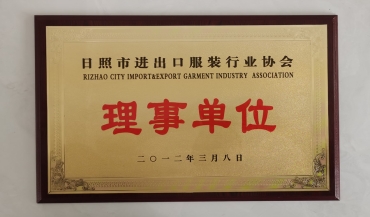 日照市进出口服装行业协会
RIZHAO CITY IMPORT&EXPORT GARMENT INDUSTRY ASSOCIATION
理事单位
二〇一二年三月八日